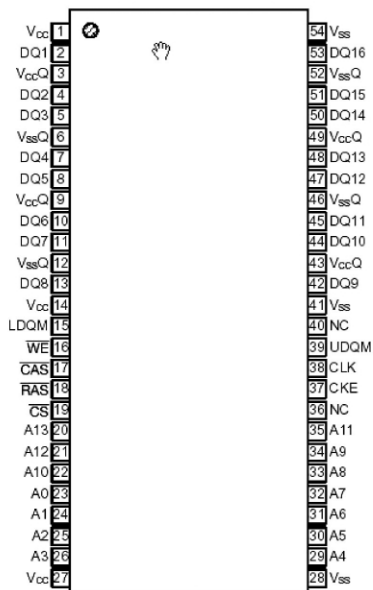 Vcc 1 54 Vss
DQ1 2 53 DQ16
VccQ 3 52 VssQ
DQ2 4 51 DQ15
DQ3 5 50 DQ14
VssQ 6 49 VccQ
DQ4 7 48 DQ13
DQ5 8 47 DQ12
VccQ 9 46 VssQ
DQ6 10 45 DQ11
DQ7 11 44 DQ10
VssQ 12 43 VccQ
DQ8 13 42 DQ9
Vcc 14 41 Vss
LDQM 15 40 NC
W̅E̅ 16 39 UDQM
C̅A̅S̅ 17 38 CLK
R̅A̅S̅ 18 37 CKE
C̅S̅ 19 36 NC
A13 20 35 A11
A12 21 34 A9
A10 22 33 A8
A0 23 32 A7
A1 24 31 A6
A2 25 30 A5
A3 26 29 A4
Vcc 27 28 Vss